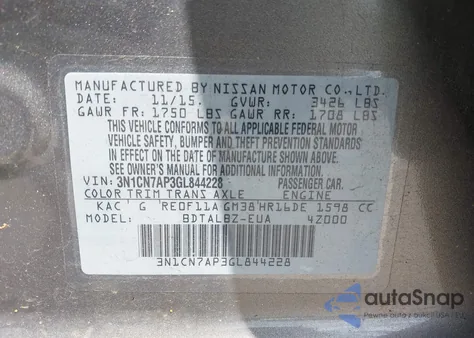 MANUFACTURED BY NISSAN MOTOR CO.,LTD.
DATE: 11/15. GVWR: 3426 LBS
GAWR FR: 1750 LBS GAWR RR: 1708 LBS
THIS VEHICLE CONFORMS TO ALL APPLICABLE FEDERAL MOTOR
VEHICLE SAFETY, BUMPER AND THEFT PREVENTION STANDARDS
IN EFFECT ON THE DATE OF MANUFACTURE SHOWN ABOVE.
SEE OWNER'S MANUAL FOR ADDITIONAL INFORMATION.
VIN: 3N1CN7AP3GL844228 PASSENGER CAR.
COLOR TRIM TRANS AXLE ENGINE
KAC G RE0F11A GM38 HR16DE 1598 CC
MODEL: BDTALBZ-EUA 4Z000
3N1CN7AP3GL844228
autoSnap